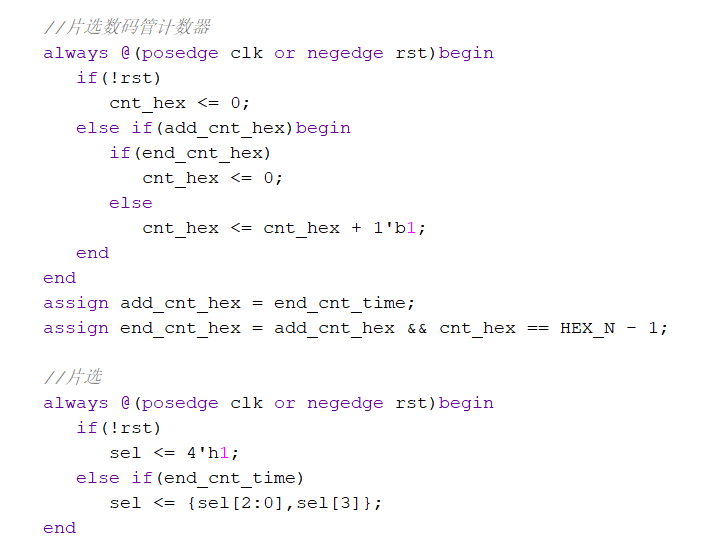 //片选数码管计数器
always @(posedge clk or negedge rst)begin
   if(!rst)
      cnt_hex <= 0;
   else if(add_cnt_hex)begin
      if(end_cnt_hex)
         cnt_hex <= 0;
      else
         cnt_hex <= cnt_hex + 1'b1;
   end
end
assign add_cnt_hex = end_cnt_time;
assign end_cnt_hex = add_cnt_hex && cnt_hex == HEX_N - 1;

//片选
always @(posedge clk or negedge rst)begin
   if(!rst)
      sel <= 4'h1;
   else if(end_cnt_time)
      sel <= {sel[2:0],sel[3]};
end